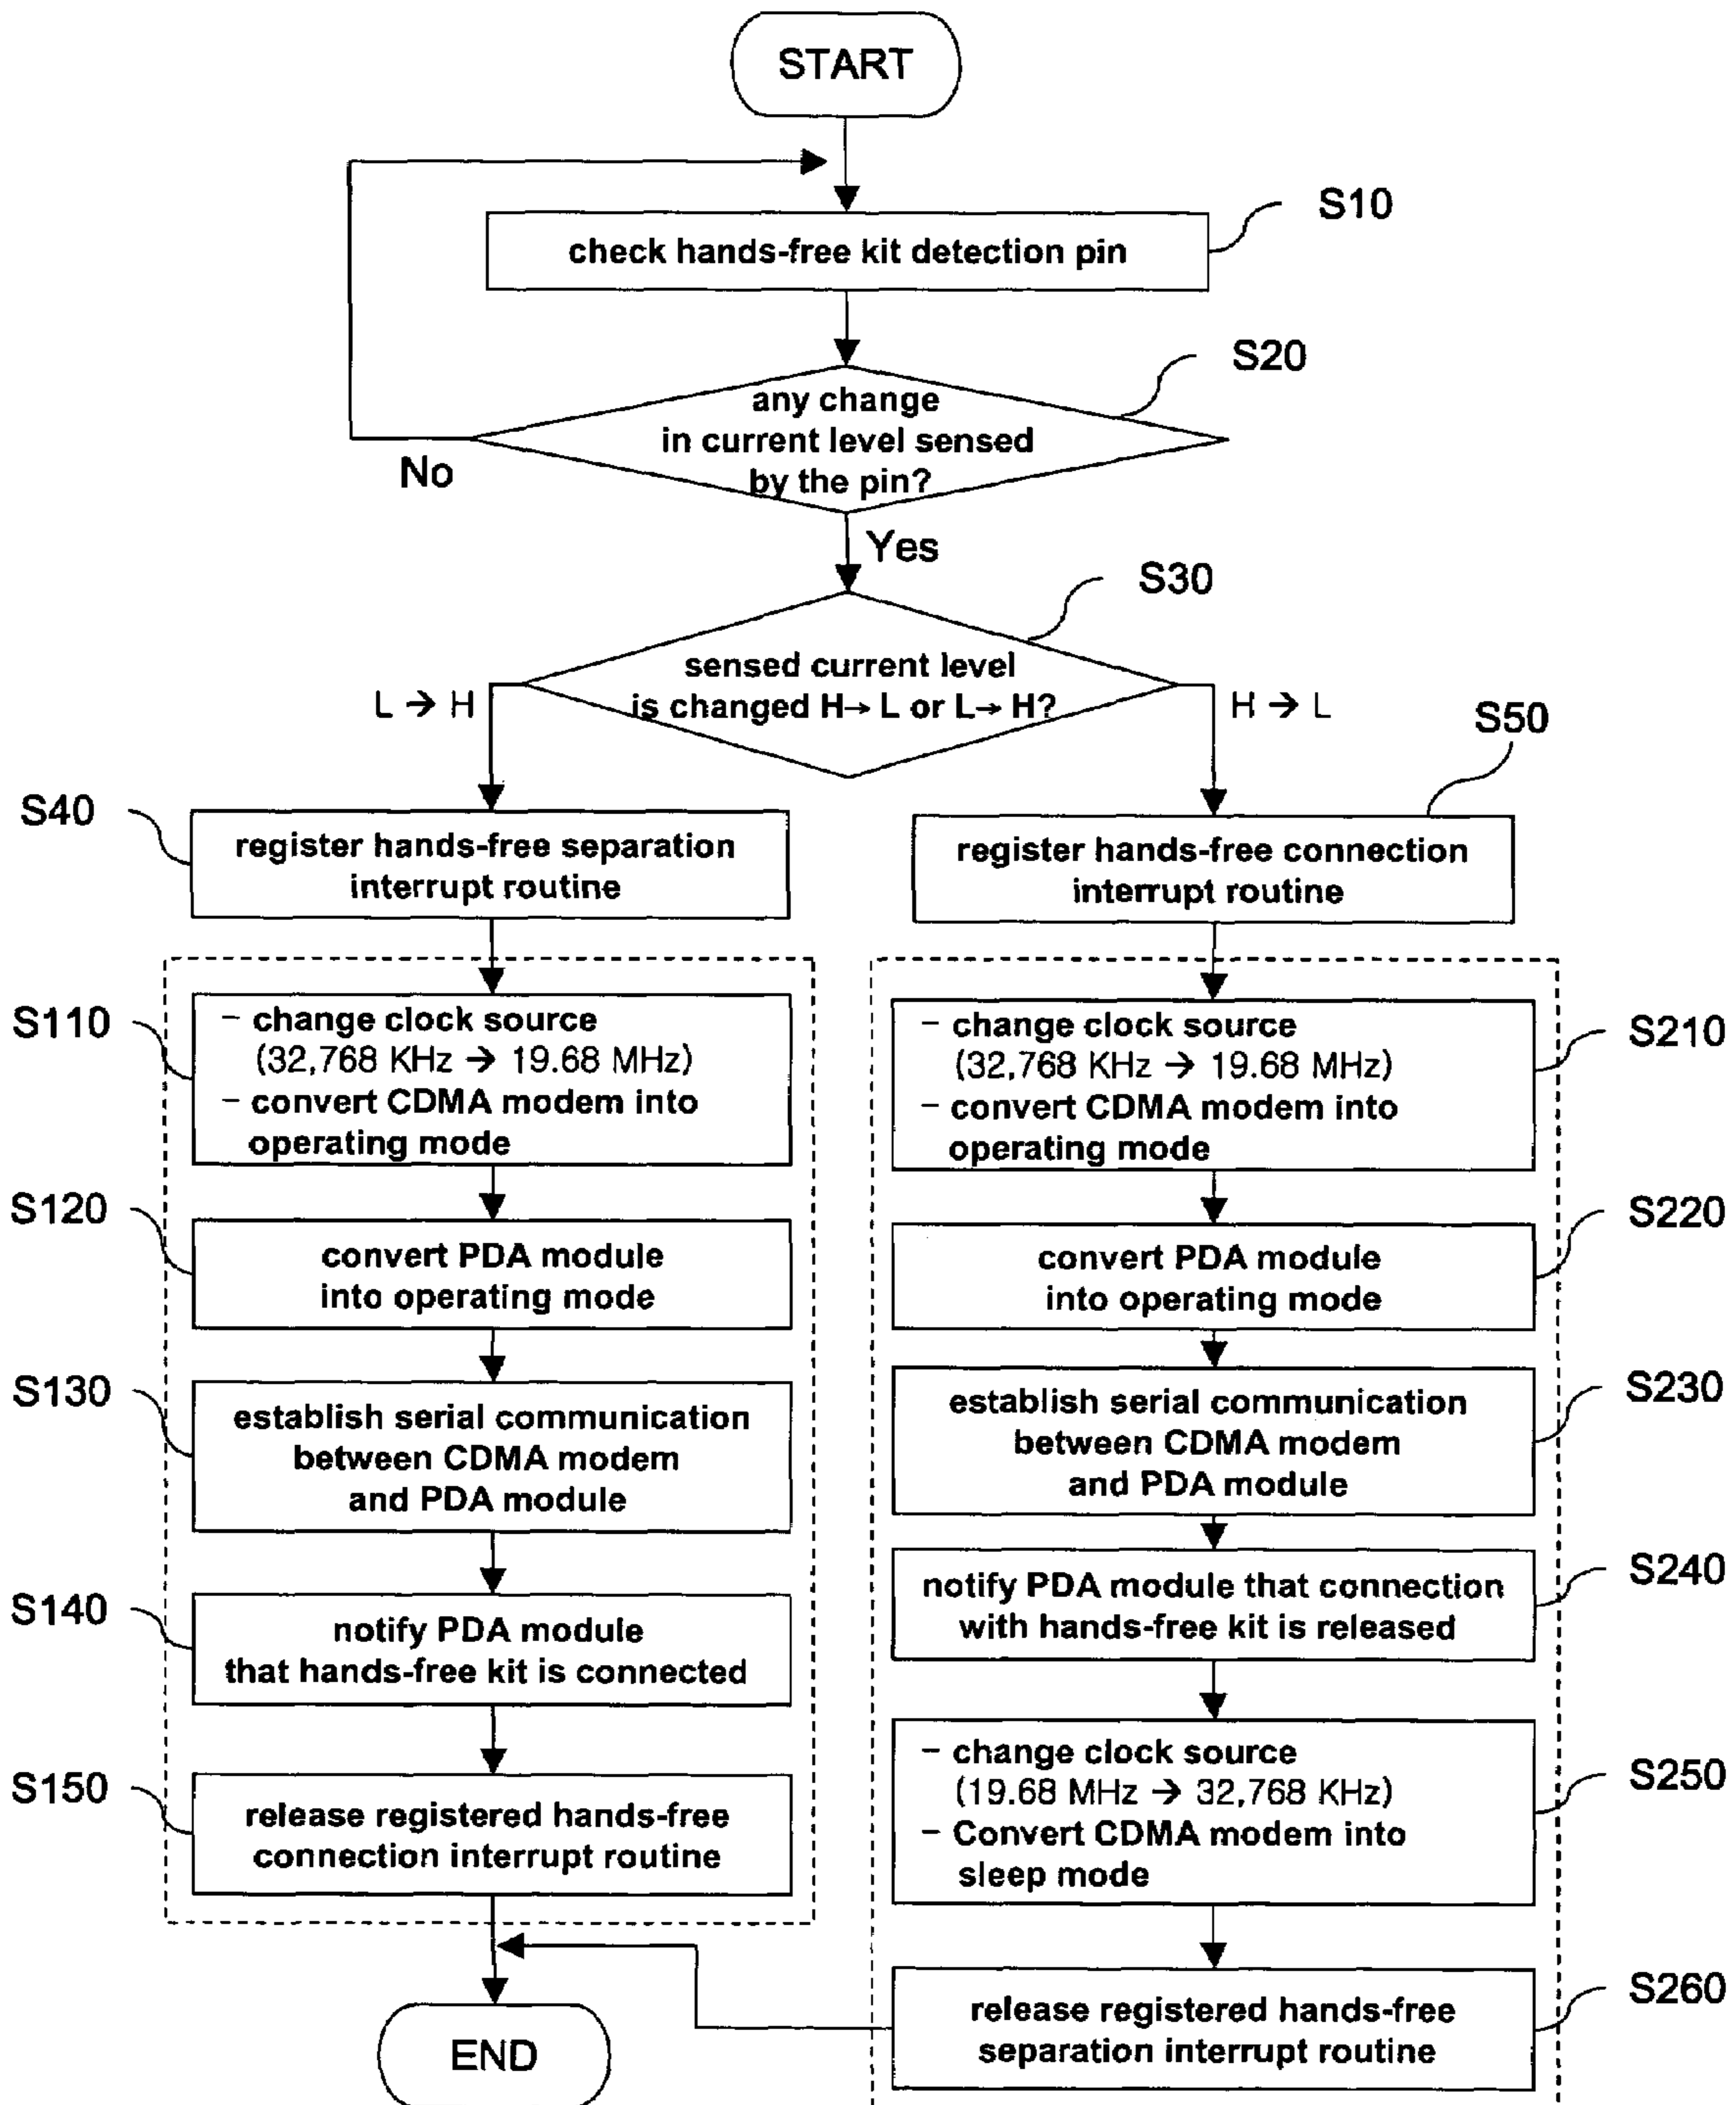 START
S10
check hands-free kit detection pin
S20
any change
in current level sensed
by the pin?
No
Yes
S30
sensed current level
is changed H→ L or L→ H?
L → H
H → L
S50
S40
register hands-free separation
interrupt routine
register hands-free connection
interrupt routine
S110
– change clock source
(32,768 KHz → 19.68 MHz)
– convert CDMA modem into
operating mode
S210
– change clock source
(32,768 KHz → 19.68 MHz)
– convert CDMA modem into
operating mode
S120
convert PDA module
into operating mode
S220
convert PDA module
into operating mode
S130
establish serial communication
between CDMA modem
and PDA module
S230
establish serial communication
between CDMA modem
and PDA module
S140
notify PDA module
that hands-free kit is connected
S240
notify PDA module that connection
with hands-free kit is released
S150
release registered hands-free
connection interrupt routine
S250
– change clock source
(19.68 MHz → 32,768 KHz)
– Convert CDMA modem into
sleep mode
S260
release registered hands-free
separation interrupt routine
END